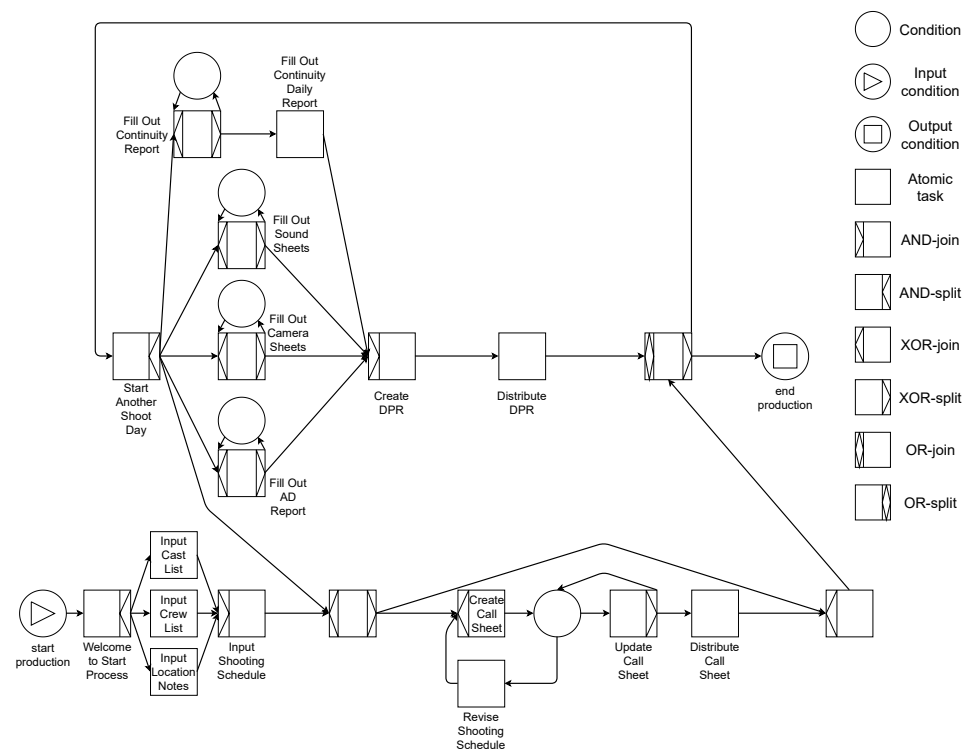 Fill Out
Continuity
Daily
Report
Fill Out
Continuity
Report
Fill Out
Sound
Sheets
Fill Out
Camera
Sheets
Start
Another
Shoot
Day
Create
DPR
Distribute
DPR
end
production
Fill Out
AD
Report
Input
Cast
List
Input
Crew
List
Input
Location
Notes
start
production
Welcome
to Start
Process
Input
Shooting
Schedule
Create
Call
Sheet
Update
Call
Sheet
Distribute
Call
Sheet
Revise
Shooting
Schedule
Condition
Input
condition
Output
condition
Atomic
task
AND-join
AND-split
XOR-join
XOR-split
OR-join
OR-split